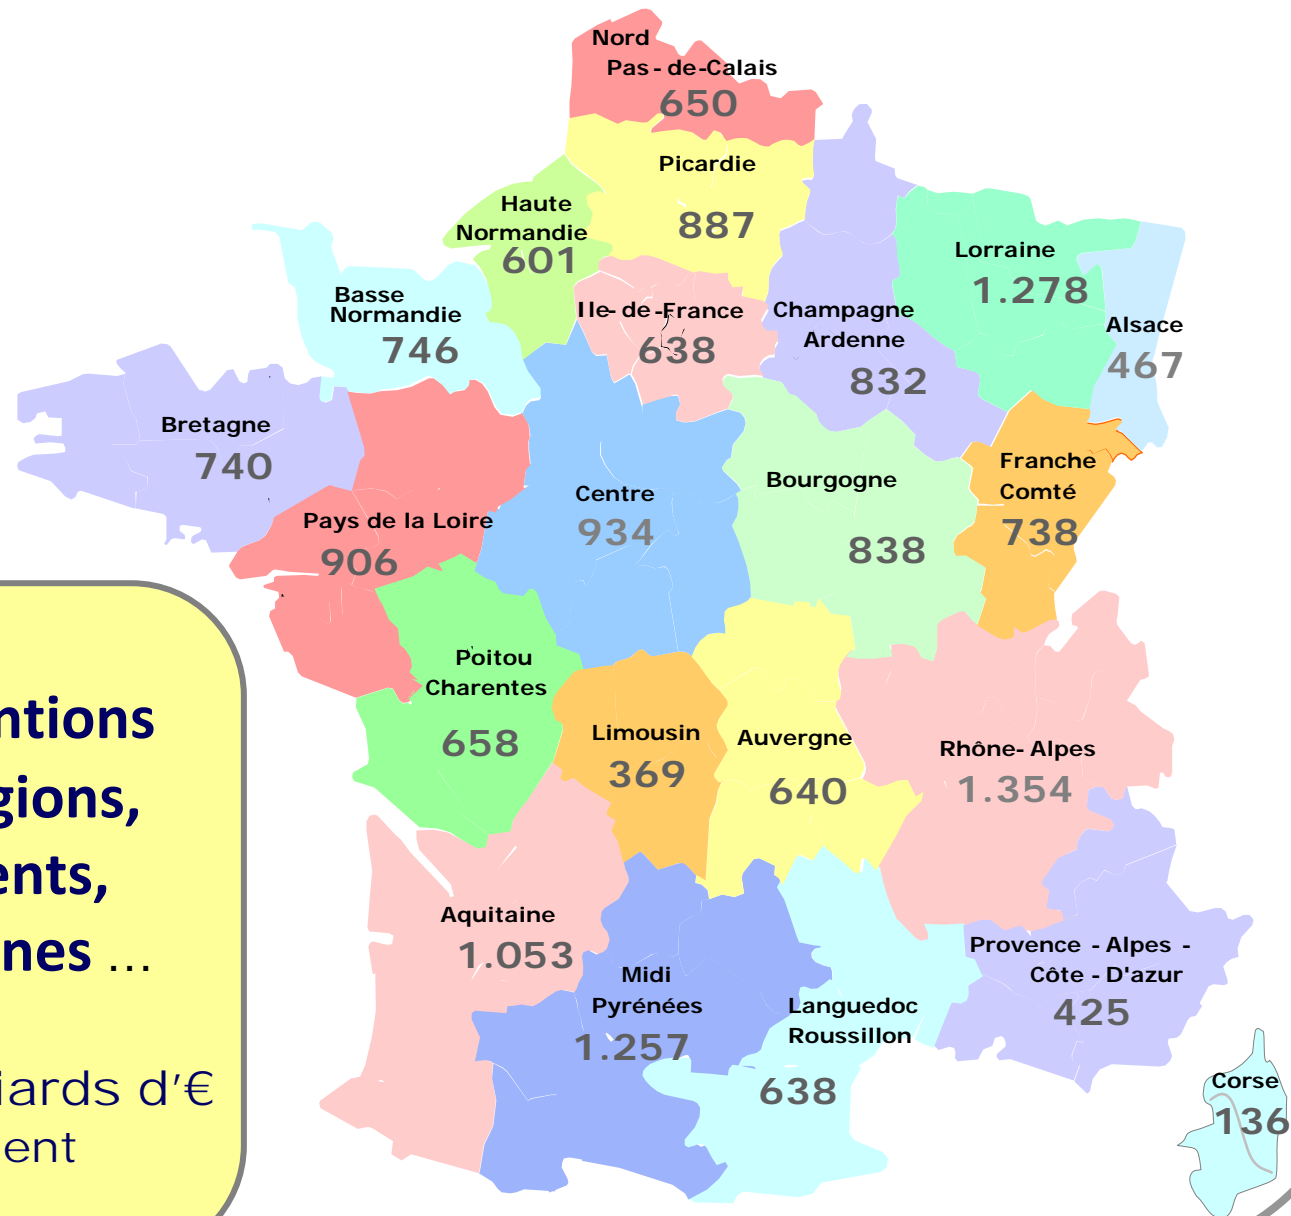 Nord
Pas - de-Calais
650
Picardie
887
Haute
Normandie
601
Basse
Normandie
746
Ile- de -France
638
Champagne
Ardenne
832
Lorraine
1.278
Alsace
467
Bretagne
740
Pays de la Loire
906
Centre
934
Bourgogne
838
Franche
Comté
738
Poitou
Charentes
658
Limousin
369
Auvergne
640
Rhône- Alpes
1.354
Aquitaine
1.053
Midi
Pyrénées
1.257
Languedoc
Roussillon
638
Provence - Alpes -
Côte - D'azur
425
Corse
136
ntions
gions,
ents,
nes ...
iards d'€
ent